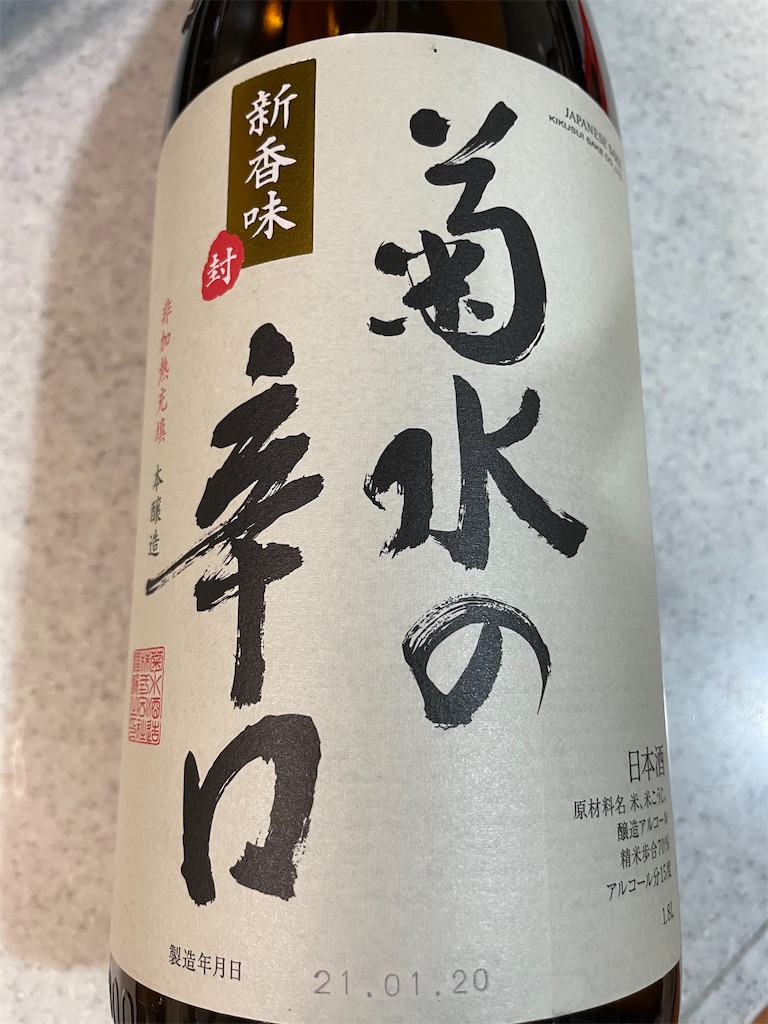 新香味
封
JAPANESE SAKE
KIKUSUI SAKE CO.
菊水の
辛口
非加熱充填 本醸造
日本酒
原材料名 米、米こうじ、
醸造アルコール
精米歩合70%
アルコール分15度
1.8L
製造年月日
21.01.20